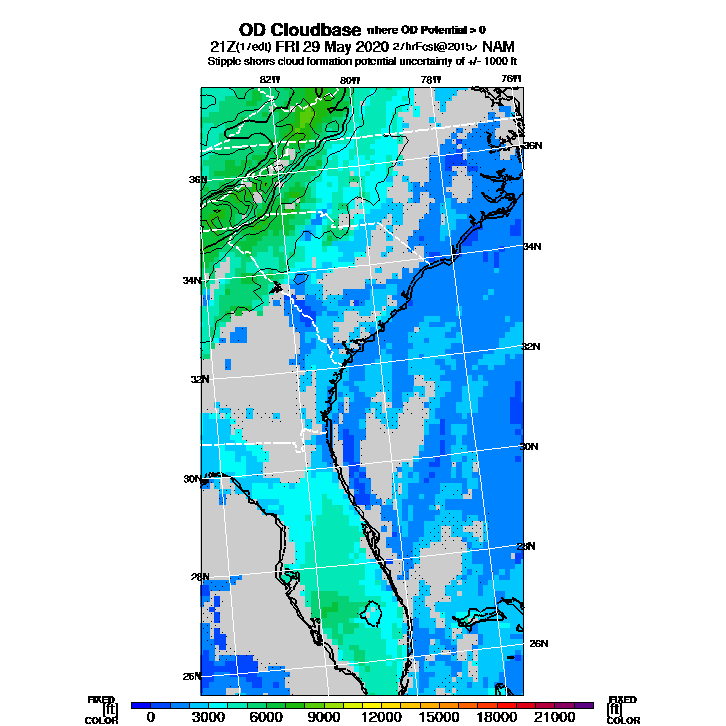 OD Cloudbase where OD Potential > 0
21Z(17edt) FRI 29 May 2020 27hrFcst@2015z NAM
Stipple shows cloud formation potential uncertainty of +/- 1000 ft
82W 80W 78W 76W
36N
36N
34N
34N
32N
32N
30N
30N
28N
28N
26N
26N
FIXED FIXED
[ft] [ft]
COLOR COLOR
0 3000 6000 9000 12000 15000 18000 21000